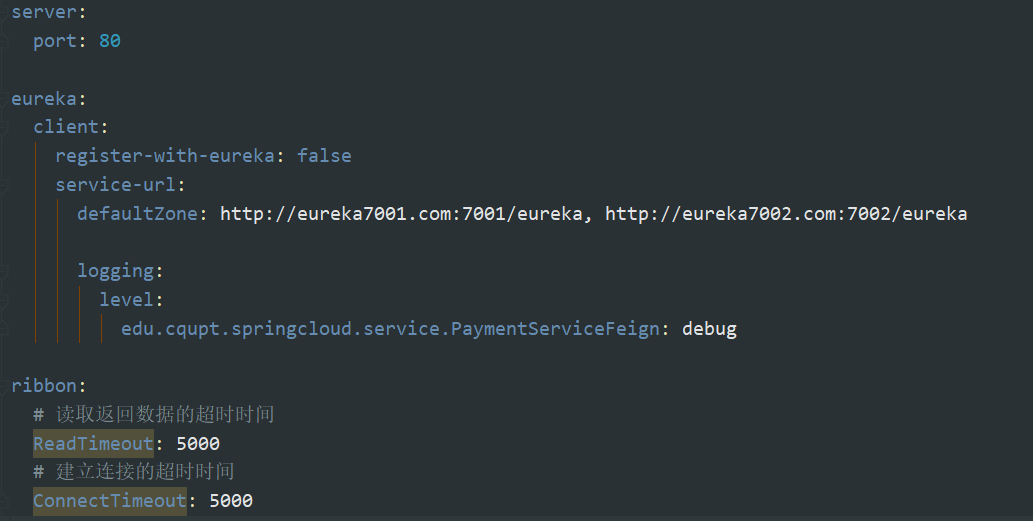 server:
  port: 80
eureka:
  client:
    register-with-eureka: false
    service-url:
      defaultZone: http://eureka7001.com:7001/eureka, http://eureka7002.com:7002/eureka
      logging:
        level:
          edu.cqupt.springcloud.service.PaymentServiceFeign: debug
ribbon:
  # 读取返回数据的超时时间
  ReadTimeout: 5000
  # 建立连接的超时时间
  ConnectTimeout: 5000